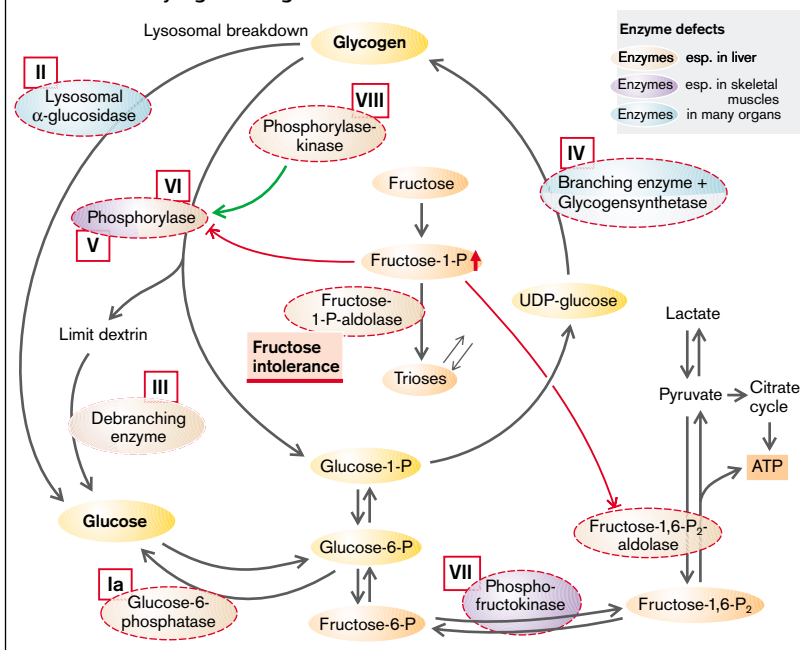 Lysosomal breakdown
Glycogen
Enzyme defects
Enzymes esp. in liver
Enzymes esp. in skeletal
muscles
Enzymes in many organs
II
Lysosomal
α-glucosidase
VIII
Phosphorylase-
kinase
IV
Branching enzyme +
Glycogensynthetase
VI
Phosphorylase
V
Fructose
Fructose-1-P
Fructose-
1-P-aldolase
Fructose
intolerance
Trioses
UDP-glucose
Limit dextrin
III
Debranching
enzyme
Lactate
Pyruvate
Citrate
cycle
ATP
Glucose-1-P
Glucose
Glucose-6-P
Fructose-1,6-P₂-
aldolase
Ia
Glucose-6-
phosphatase
VII
Phospho-
fructokinase
Fructose-6-P
Fructose-1,6-P₂